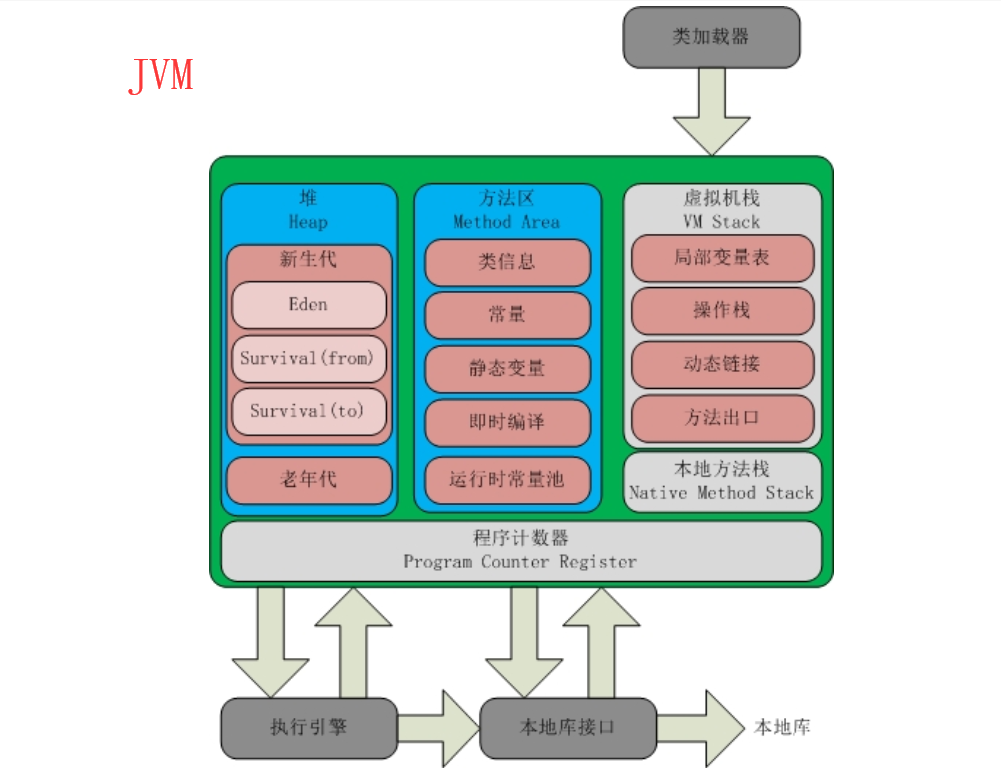 JVM
类加载器
堆
Heap
新生代
Eden
Survival(from)
Survival(to)
老年代
方法区
Method Area
类信息
常量
静态变量
即时编译
运行时常量池
虚拟机栈
VM Stack
局部变量表
操作栈
动态链接
方法出口
本地方法栈
Native Method Stack
程序计数器
Program Counter Register
执行引擎
本地库接口
本地库